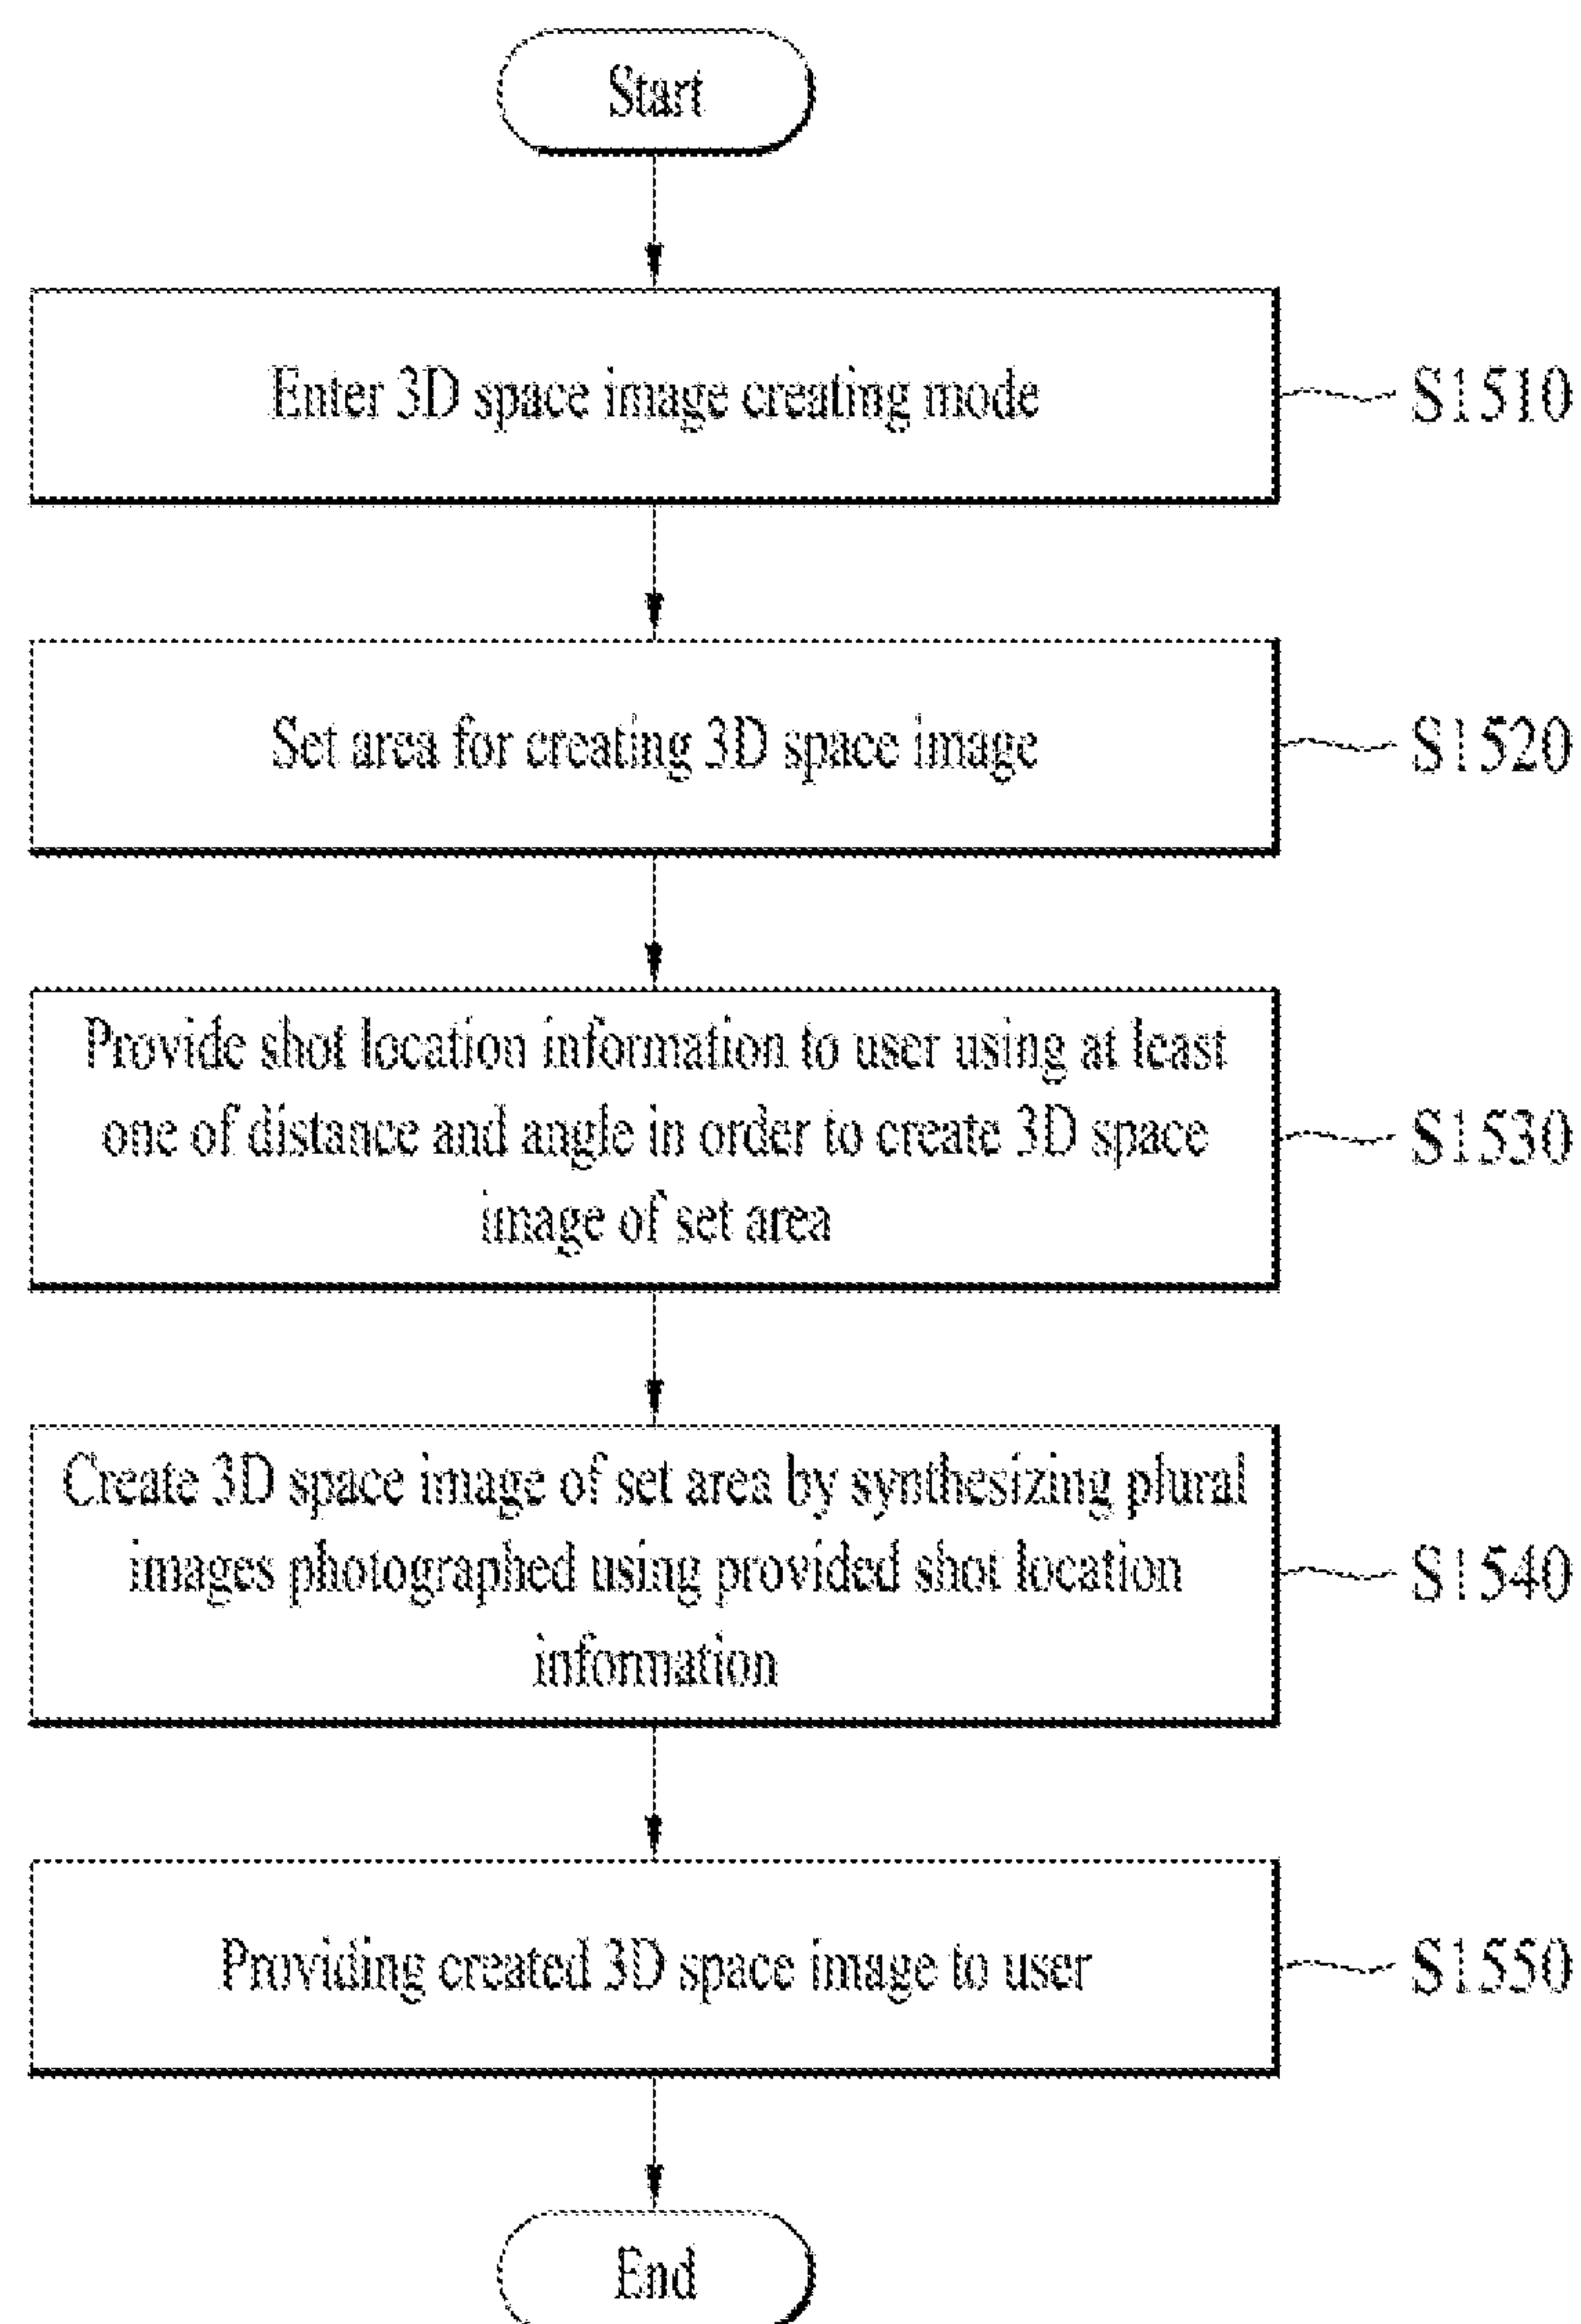 Start
Enter 3D space image creating mode
S1510
Set area for creating 3D space image
S1520
Provide shot location information to user using at least
one of distance and angle in order to create 3D space
image of set area
S1530
Create 3D space image of set area by synthesizing plural
images photographed using provided shot location
information
S1540
Providing created 3D space image to user
S1550
End